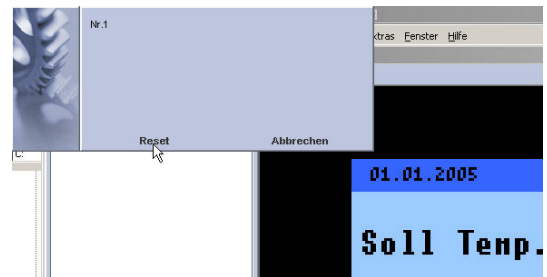 Nr.1
]
xtras Fenster Hilfe
Reset Abbrechen
C:
01.01.2005
Soll Temp.